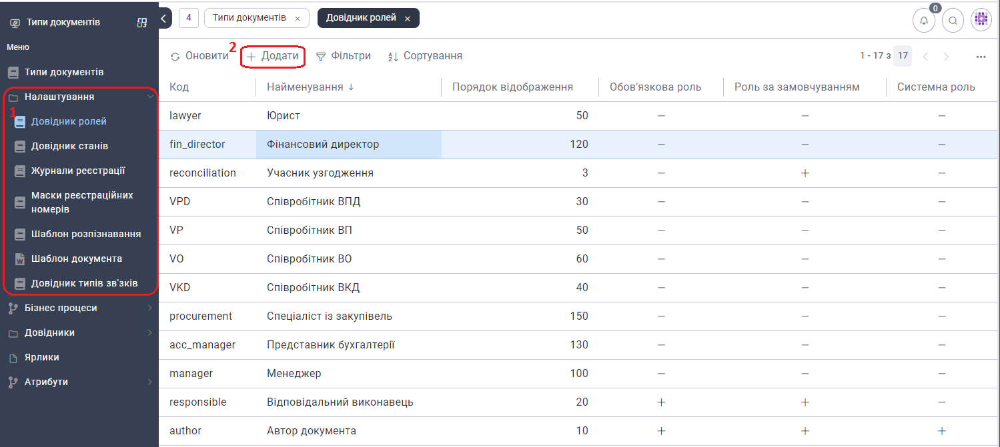 Типи документів
Меню
Типи документів
Налаштування
1
Довідник ролей
Довідник станів
Журнали реєстрації
Маски реєстраційних
номерів
Шаблон розпізнавання
Шаблон документа
Довідник типів зв'язків
Бізнес процеси
Довідники
Ярлики
Атрибути
4 Типи документів × Довідник ролей × 0
Оновити 2 + Додати Фільтри Сортування 1 - 17 з 17 ...
Код Найменування ↓ Порядок відображення Обов'язкова роль Роль за замовчуванням Системна роль
lawyer Юрист 50 — — —
fin_director Фінансовий директор 120 — — —
reconciliation Учасник узгодження 3 — + —
VPD Співробітник ВПД 30 — — —
VP Співробітник ВП 50 — — —
VO Співробітник ВО 60 — — —
VKD Співробітник ВКД 40 — — —
procurement Спеціаліст із закупівель 150 — — —
acc_manager Представник бухгалтерії 130 — — —
manager Менеджер 100 — — —
responsible Відповідальний виконавець 20 + + —
author Автор документа 10 + + +